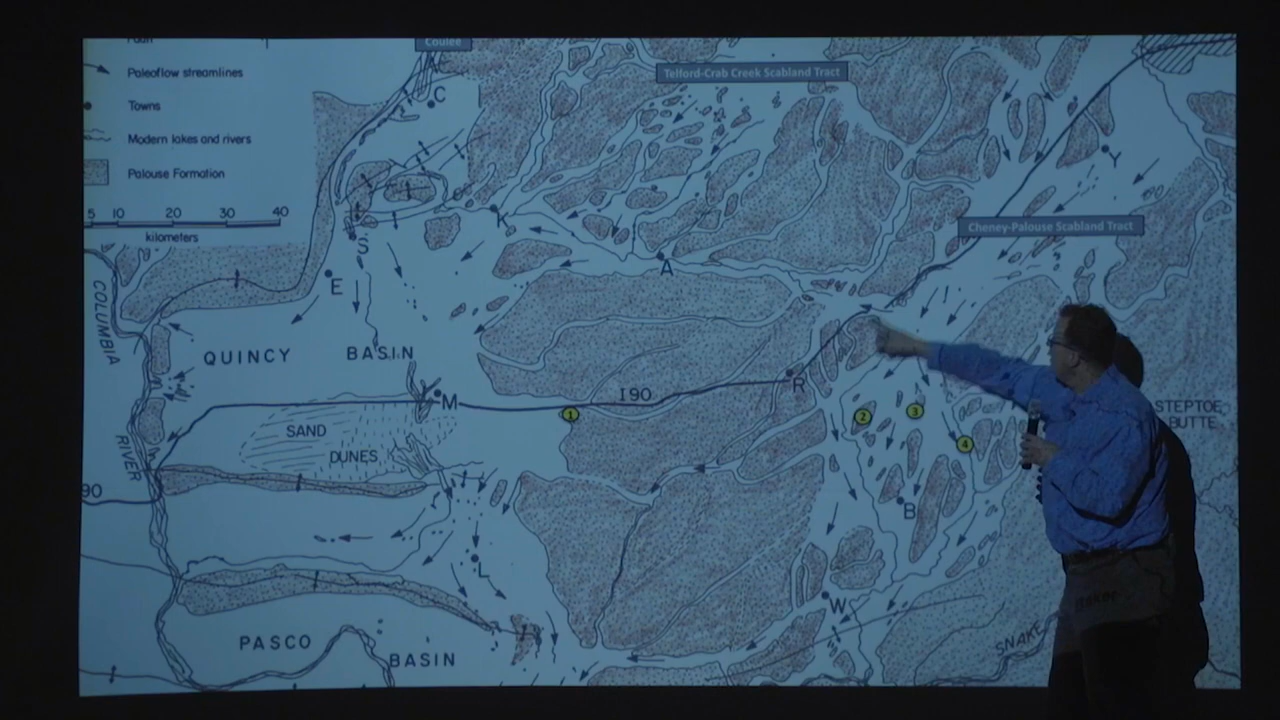 Coulee
Telford-Crab Creek Scabland Tract
Paleoflow streamlines
C
Towns
Modern lakes and rivers
Y
Palouse Formation
5 10 20 30 40
K
Cheney-Palouse Scabland Tract
kilometers
S
A
E
COLUMBIA
QUINCY BASIN
R
I90
M
1
2
3
STEPTOE
BUTTE
SAND
DUNES
4
RIVER
90
B
L
Baker
W
PASCO
BASIN
SNAKE